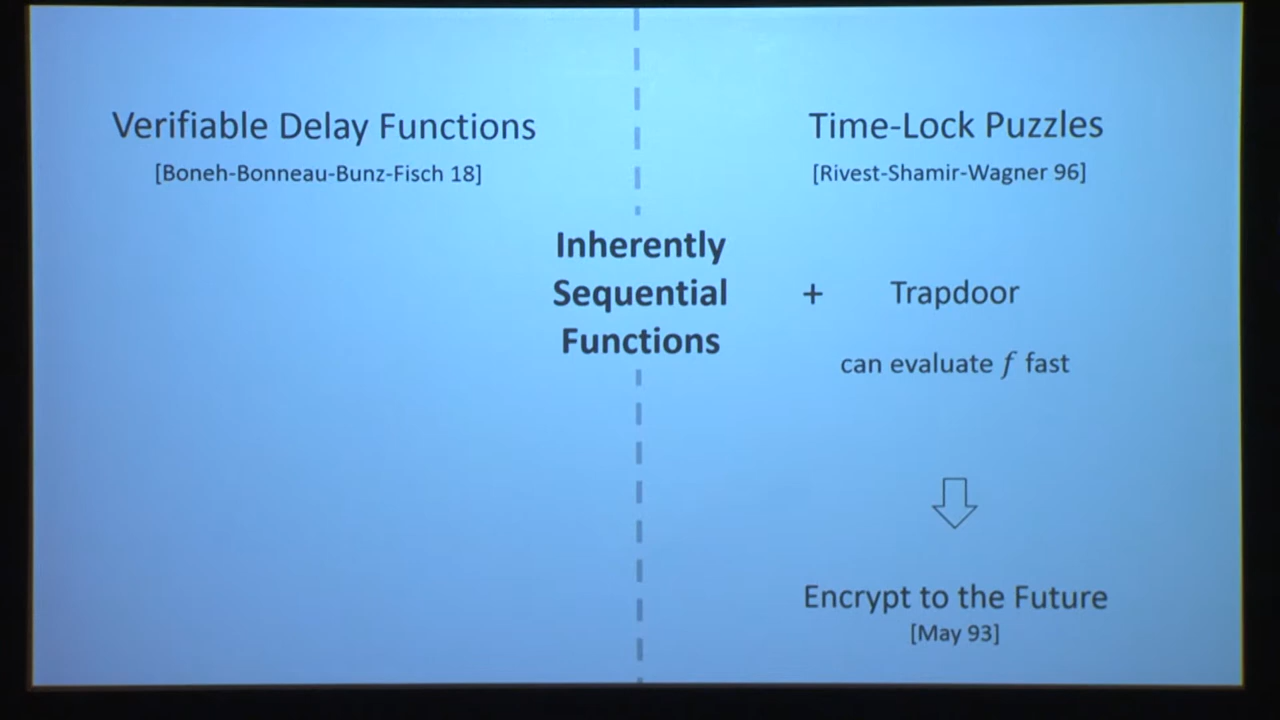 Verifiable Delay Functions
[Boneh-Bonneau-Bunz-Fisch 18]
Time-Lock Puzzles
[Rivest-Shamir-Wagner 96]
Inherently
Sequential
Functions
+ Trapdoor
can evaluate f fast
Encrypt to the Future
[May 93]